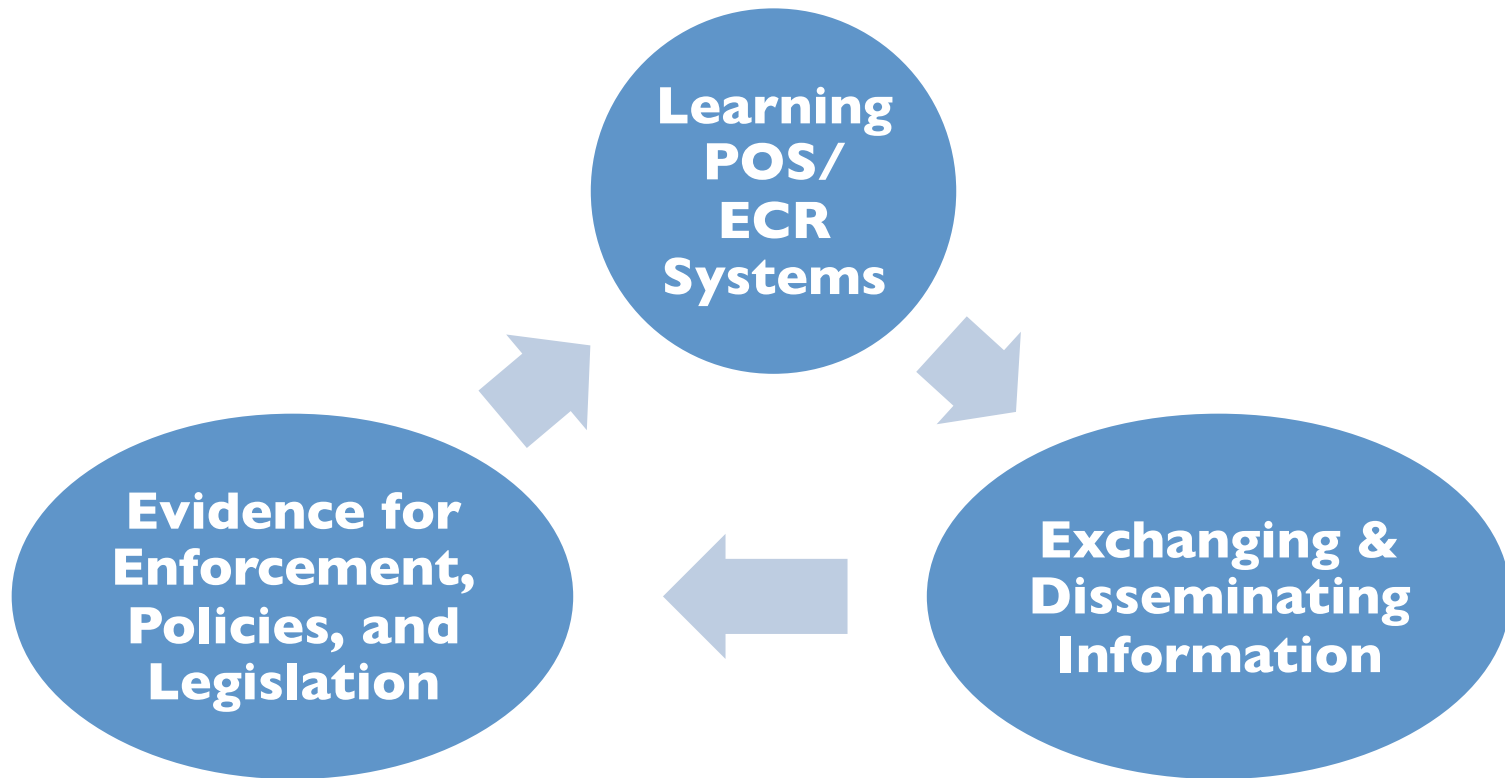 Learning
POS/
ECR
Systems
Evidence for
Enforcement,
Policies, and
Legislation
Exchanging &
Disseminating
Information